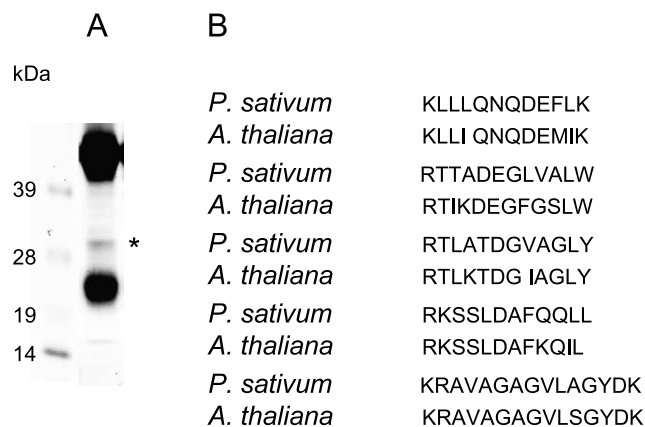 A B
kDa
P. sativum KLLLQNQDEFLK
A. thaliana KLLI QNQDEMIK
P. sativum RTTADEGLVALW
39
A. thaliana RTIKDEGFGSLW
P. sativum RTLATDGVAGLY
*
28
A. thaliana RTLKTDG IAGLY
P. sativum RKSSLDAFQQLL
19
A. thaliana RKSSLDAFKQIL
14
P. sativum KRAVAGAGVLAGYDK
A. thaliana KRAVAGAGVLSGYDK